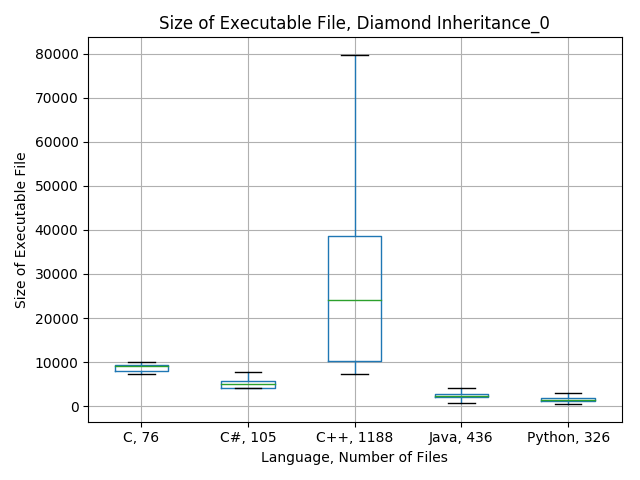 Size of Executable File, Diamond Inheritance_0
80000
70000
60000
50000
40000
30000
20000
10000
0
Size of Executable File
C, 76
C#, 105
C++, 1188
Java, 436
Python, 326
Language, Number of Files